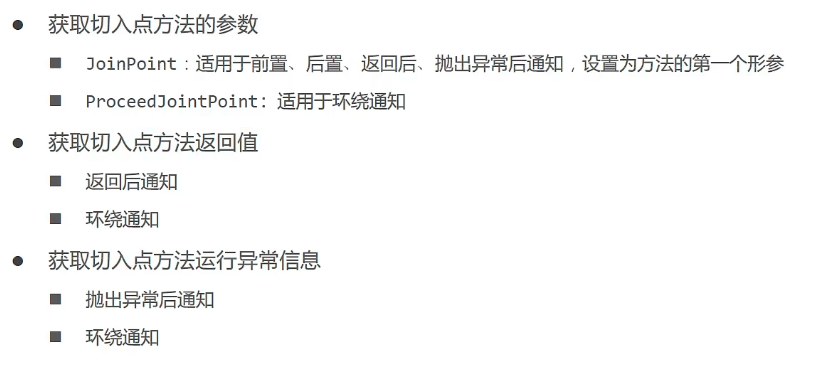 获取切入点方法的参数
JoinPoint：适用于前置、后置、返回后、抛出异常后通知，设置为方法的第一个形参
ProceedJointPoint：适用于环绕通知
获取切入点方法返回值
返回后通知
环绕通知
获取切入点方法运行异常信息
抛出异常后通知
环绕通知